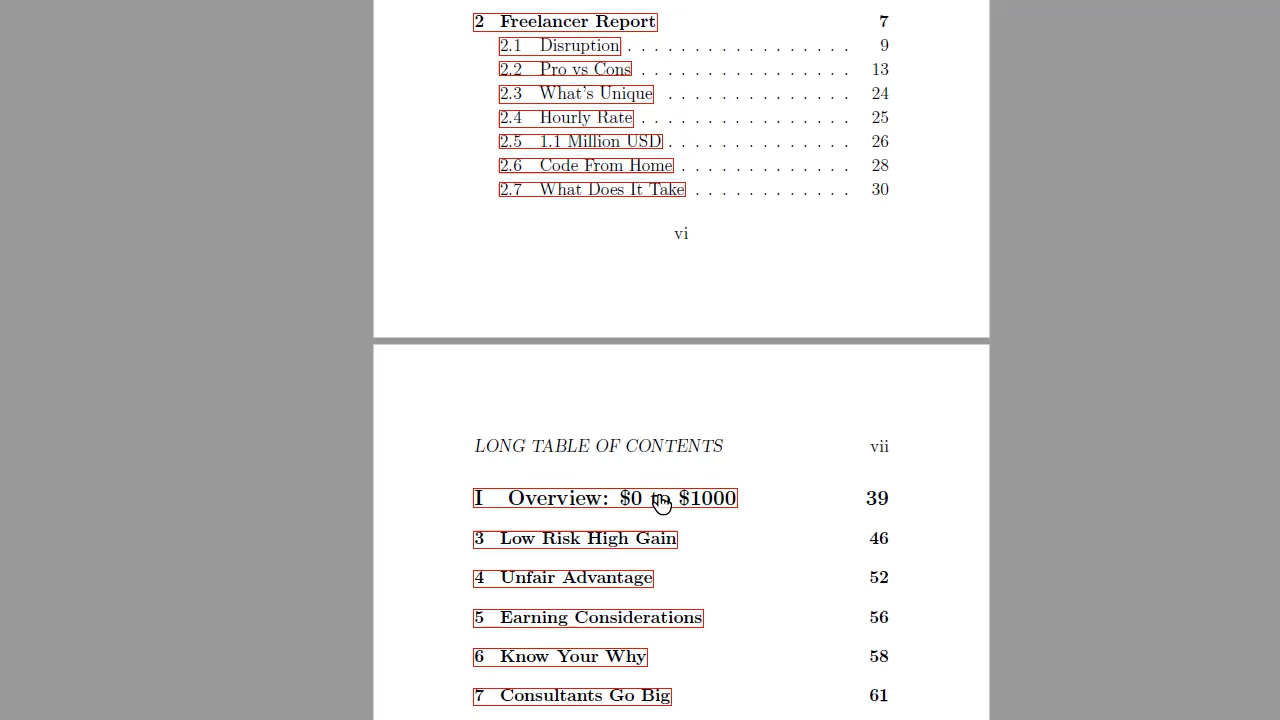 2 Freelancer Report 7
2.1 Disruption . . . . . . . . . . . . . . . . . 9
2.2 Pro vs Cons . . . . . . . . . . . . . . . . 13
2.3 What's Unique . . . . . . . . . . . . . . 24
2.4 Hourly Rate . . . . . . . . . . . . . . . . 25
2.5 1.1 Million USD . . . . . . . . . . . . . . 26
2.6 Code From Home . . . . . . . . . . . . . 28
2.7 What Does It Take . . . . . . . . . . . . 30
vi
LONG TABLE OF CONTENTS vii
I Overview: $0 to $1000 39
3 Low Risk High Gain 46
4 Unfair Advantage 52
5 Earning Considerations 56
6 Know Your Why 58
7 Consultants Go Big 61